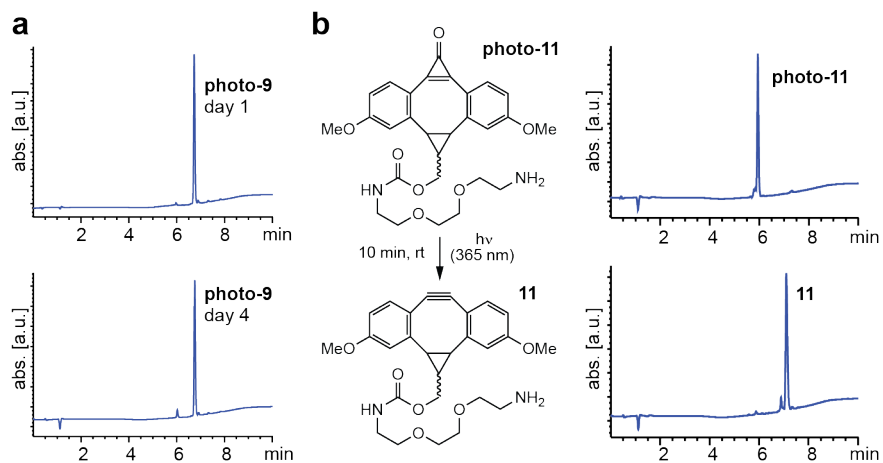 a
abs. [a.u.]
photo-9
day 1
2 4 6 8 min
abs. [a.u.]
photo-9
day 4
2 4 6 8 min
b
photo-11
O
MeO
OMe
O
HN
O
O
O
NH2
10 min, rt
hν
(365 nm)
11
MeO
OMe
O
HN
O
O
O
NH2
abs. [a.u.]
photo-11
2 4 6 8 min
abs. [a.u.]
11
2 4 6 8 min